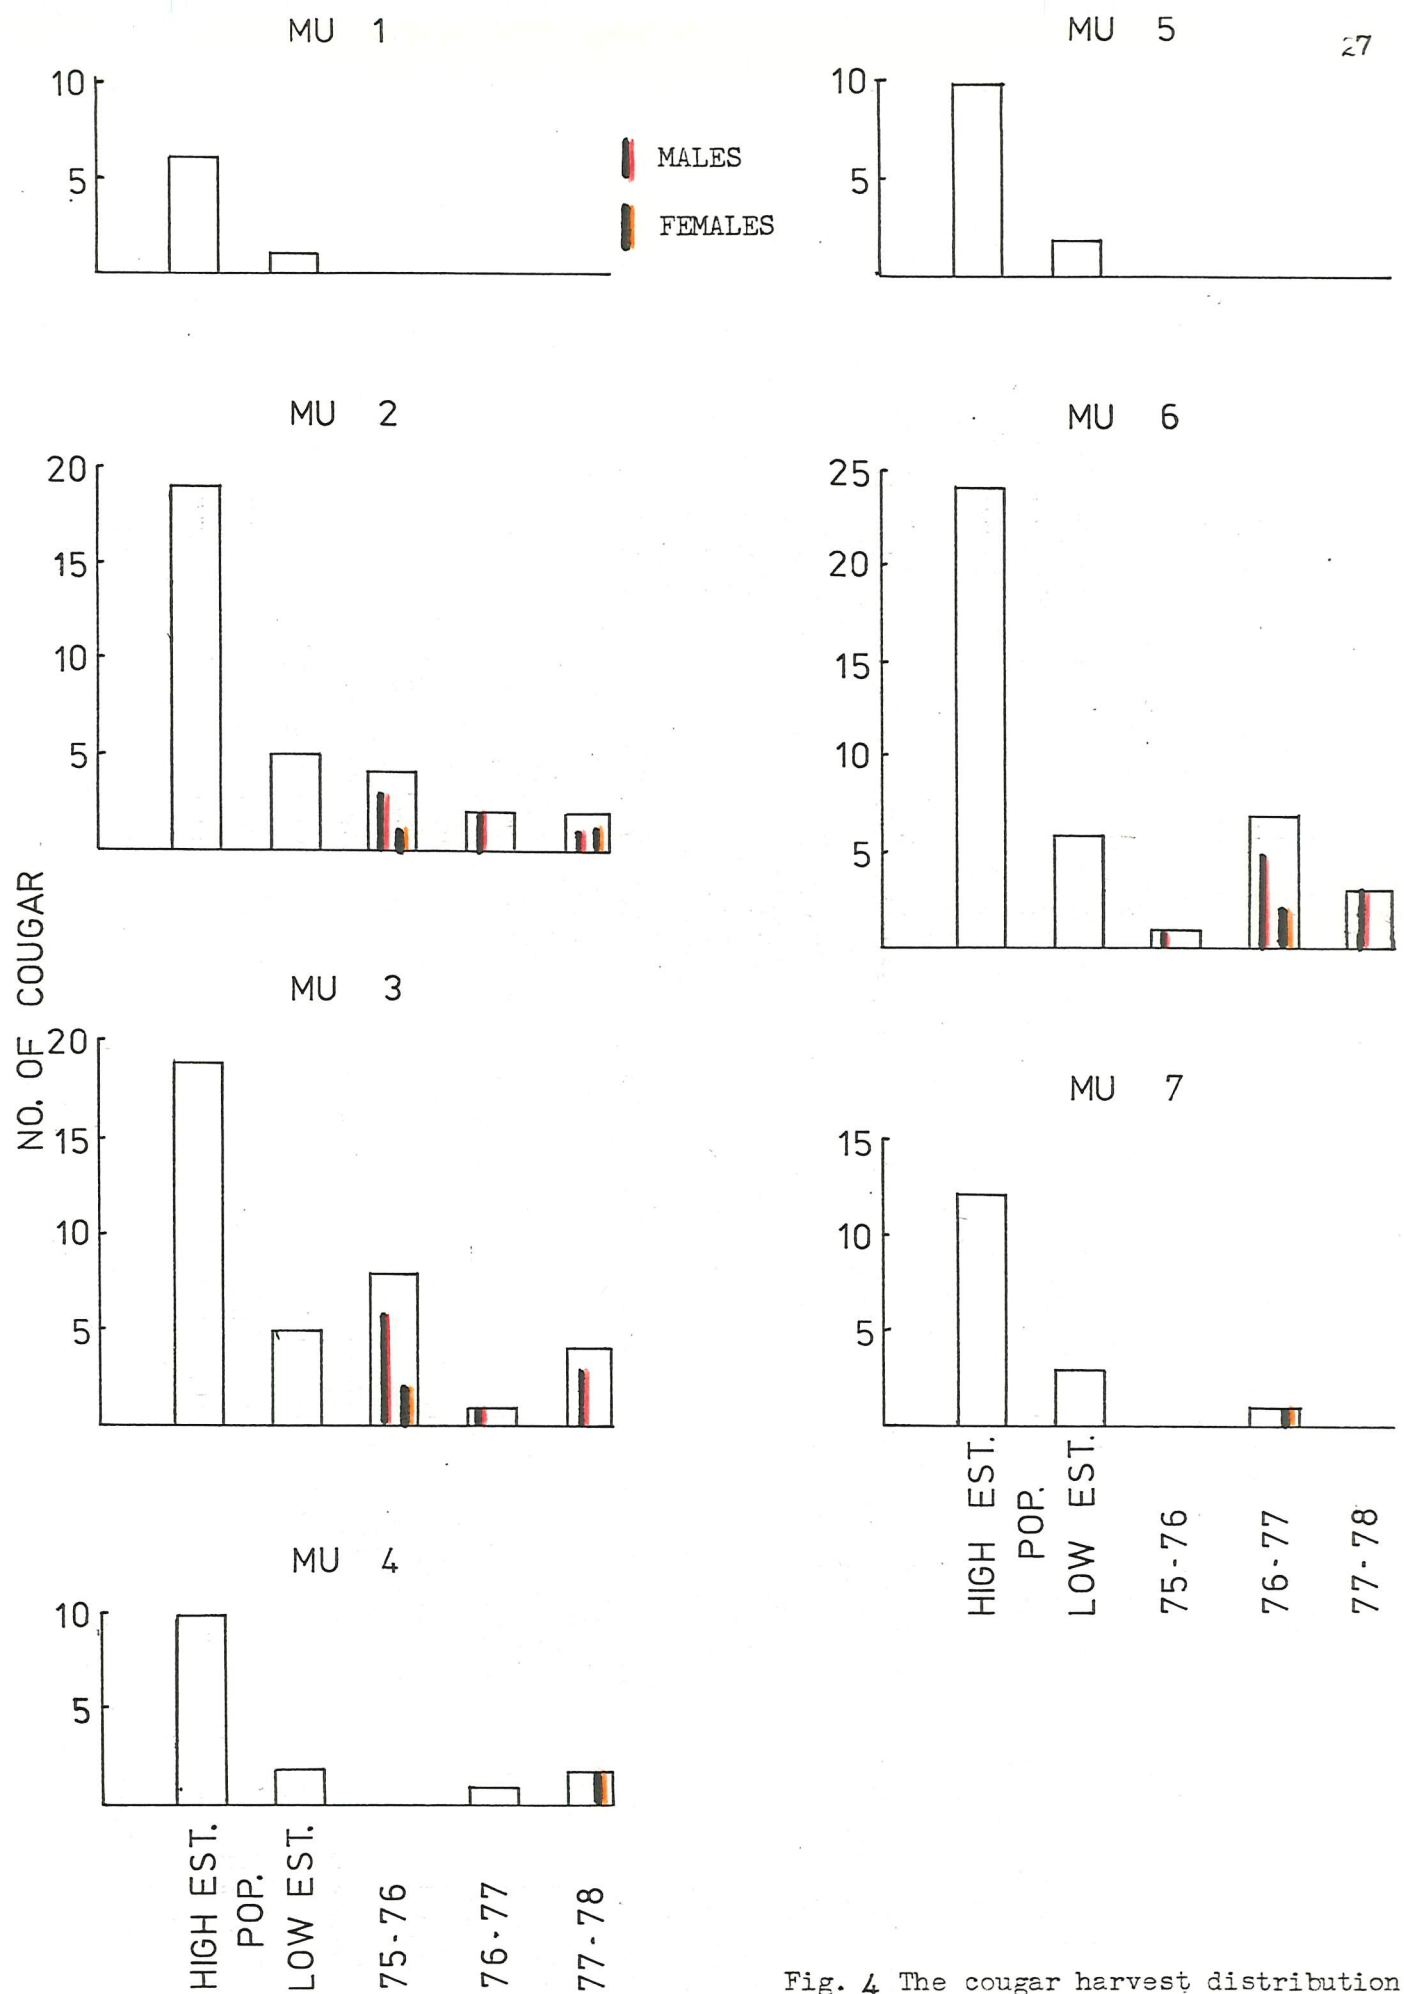 27
MU 1
10
5
MALES
FEMALES
MU 5
10
5
MU 2
20
15
10
5
MU 6
25
20
15
10
5
NO. OF COUGAR
MU 3
20
15
10
5
MU 7
15
10
5
HIGH EST.
POP.
LOW EST.
75-76
76-77
77-78
MU 4
10
5
HIGH EST.
POP.
LOW EST.
75-76
76-77
77-78
Fig. 4 The cougar harvest distribution